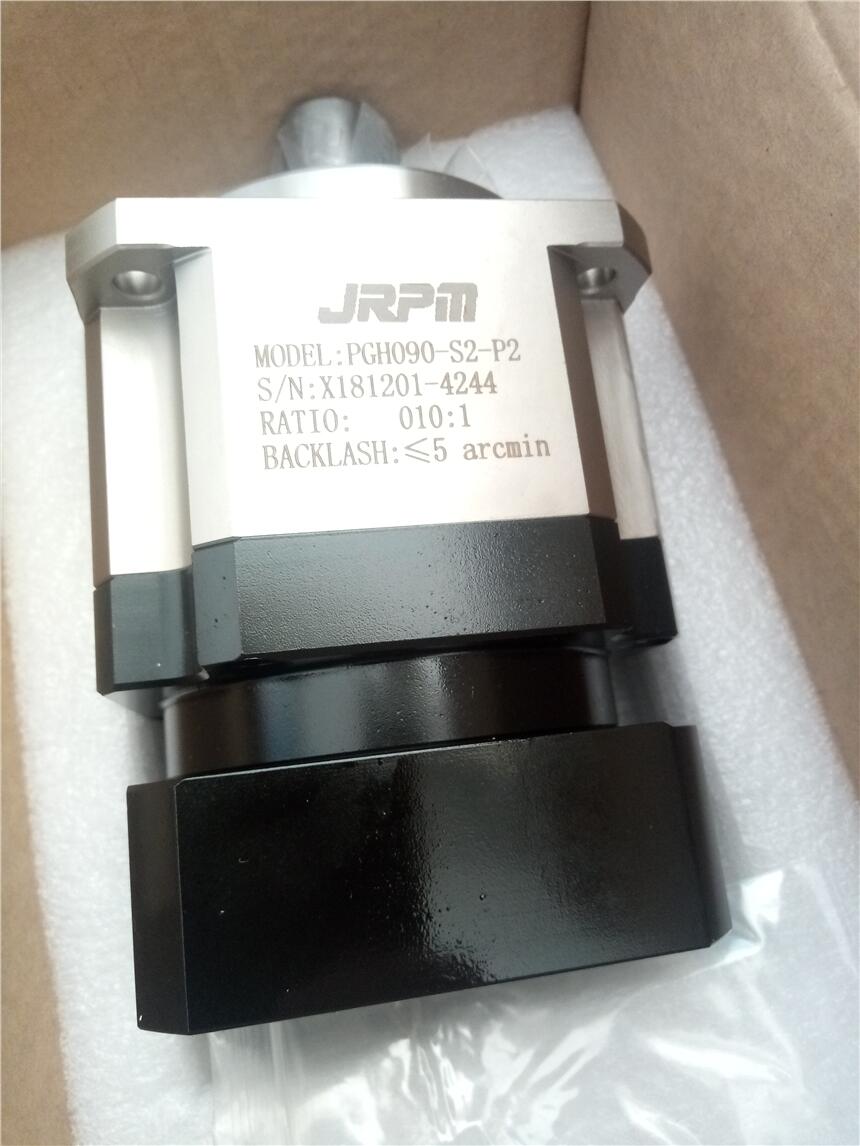 JRPM
MODEL:PGH090-S2-P2
S/N:X181201-4244
RATIO: 010:1
BACKLASH:≤5 arcmin